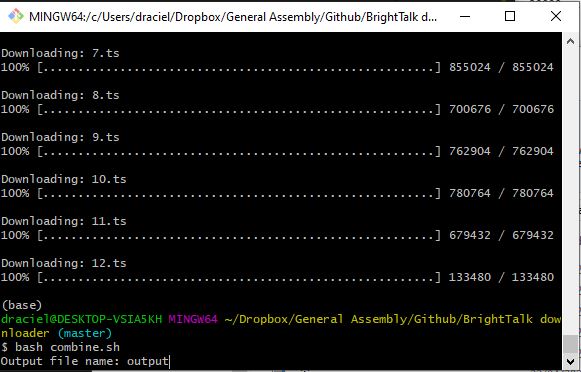 MINGW64:/c/Users/draciel/Dropbox/General Assembly/Github/BrightTalk d...
Downloading: 7.ts
100% [......................................................] 855024 / 855024
Downloading: 8.ts
100% [......................................................] 700676 / 700676
Downloading: 9.ts
100% [......................................................] 762904 / 762904
Downloading: 10.ts
100% [......................................................] 780764 / 780764
Downloading: 11.ts
100% [......................................................] 679432 / 679432
Downloading: 12.ts
100% [......................................................] 133480 / 133480
(base)
draciel@DESKTOP-VSIA5KH MINGW64 ~/Dropbox/General Assembly/Github/BrightTalk dow
nloader (master)
$ bash combine.sh
Output file name: output